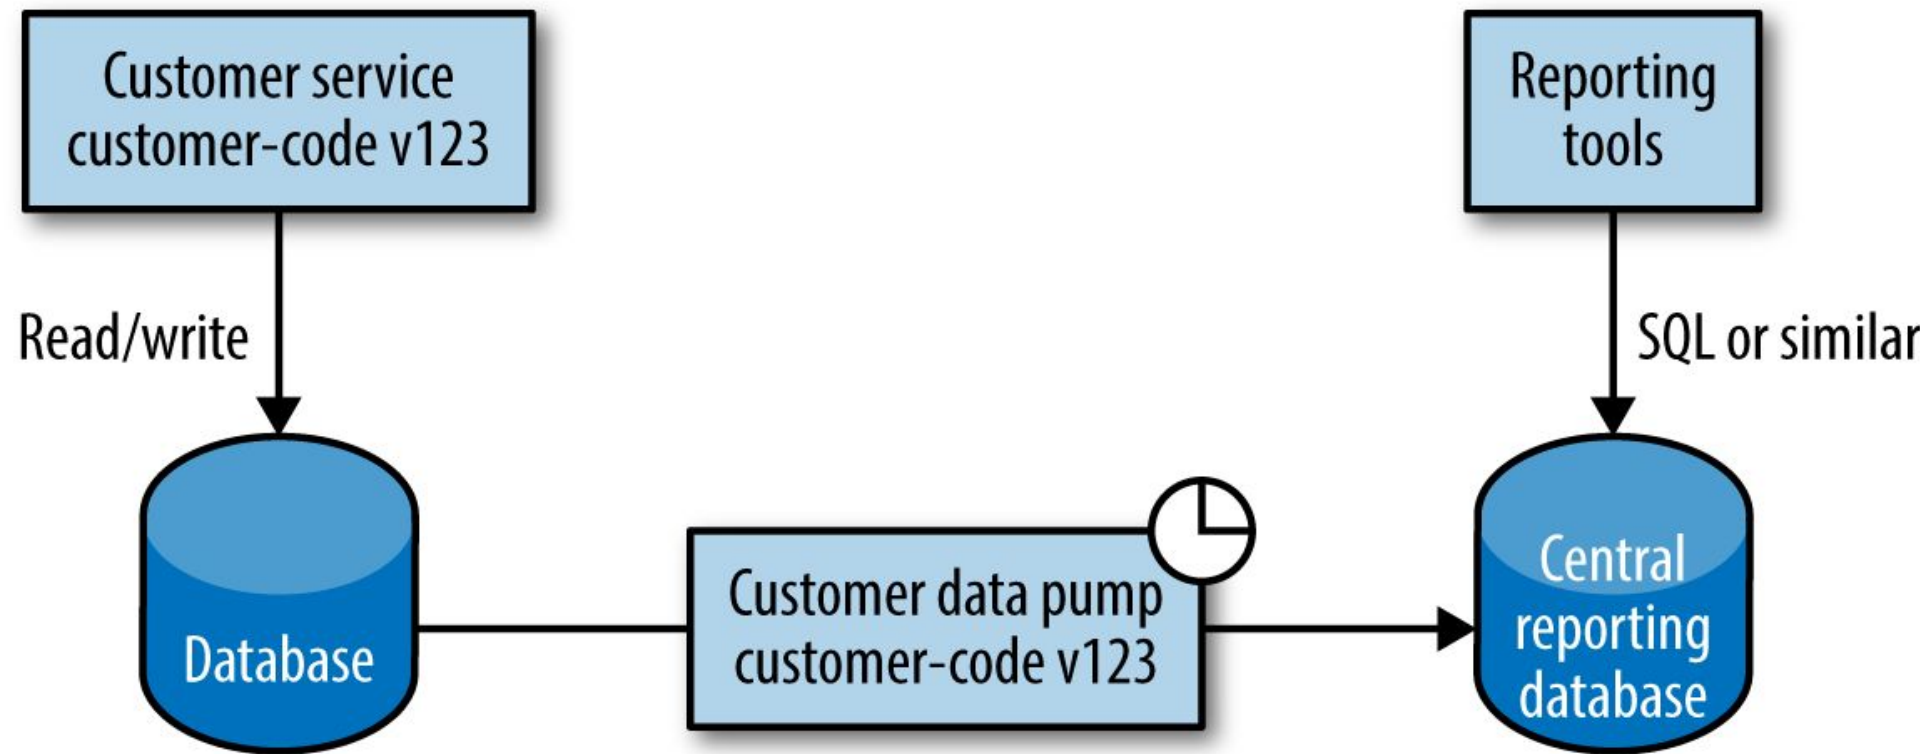 Customer service
customer-code v123
Reporting
tools
Read/write
SQL or similar
Database
Customer data pump
customer-code v123
Central
reporting
database